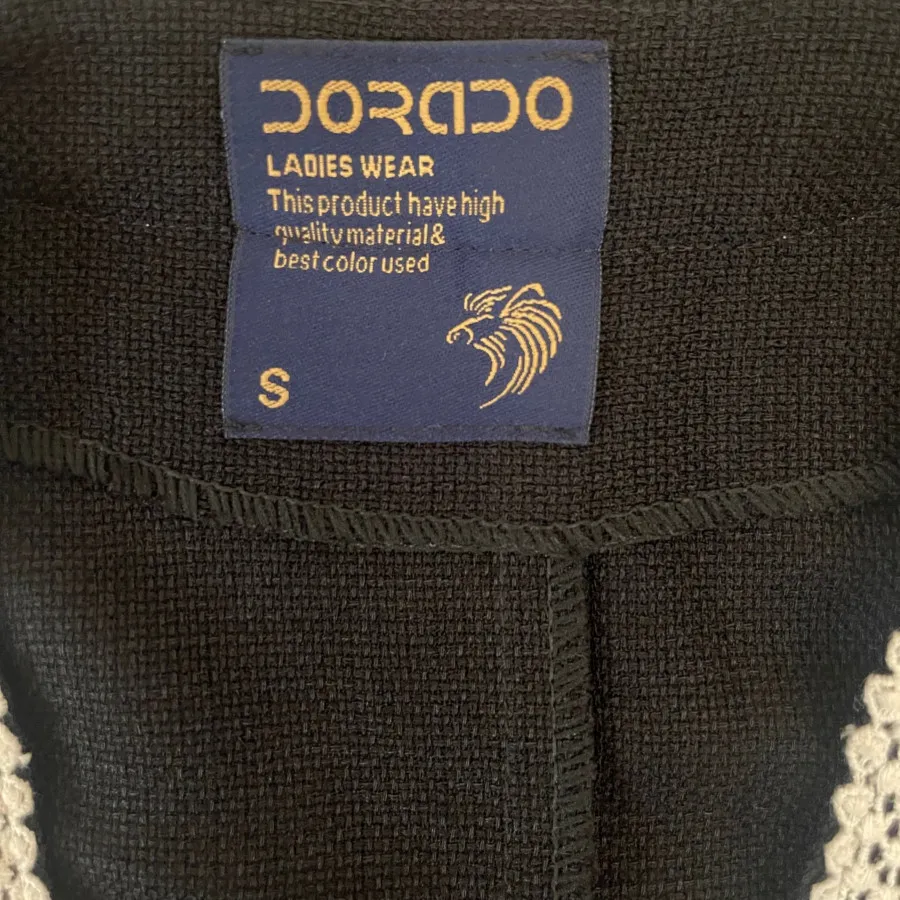 DORADO
LADIES WEAR
This product have high
quality material &
best color used
S